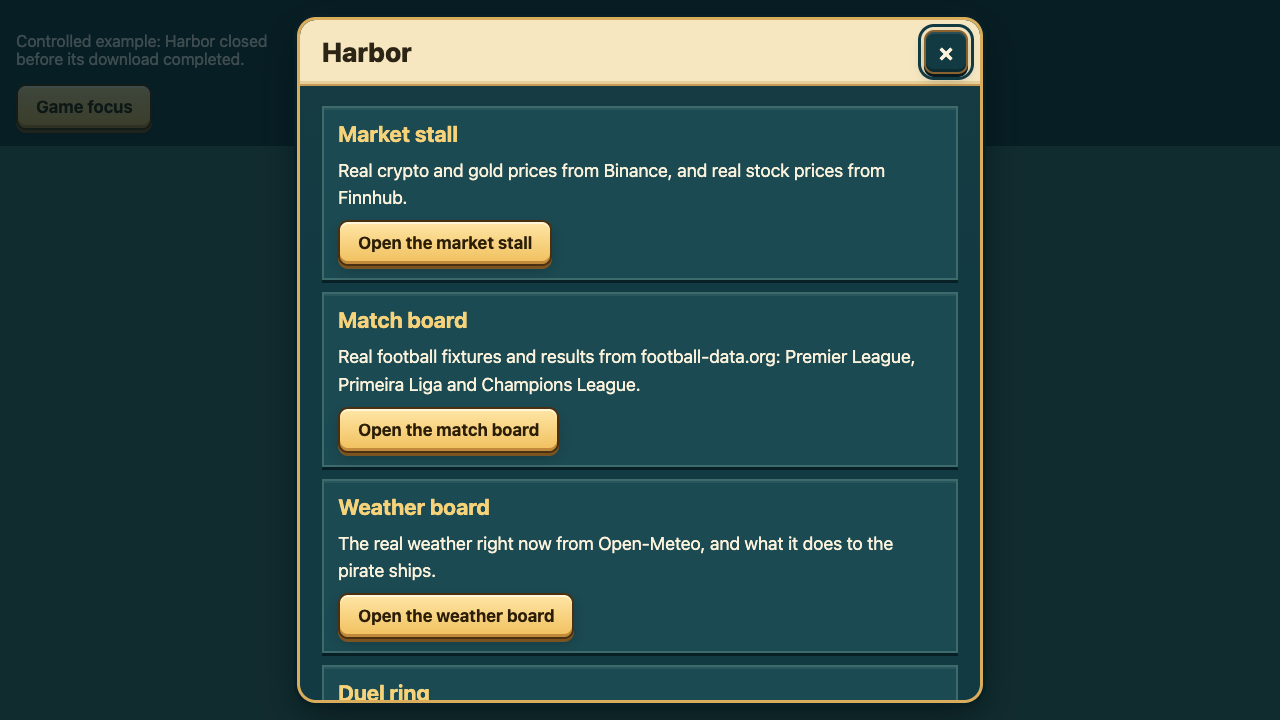 Controlled example: Harbor closed
before its download completed.
Game focus
Harbor
×
Market stall
Real crypto and gold prices from Binance, and real stock prices from
Finnhub.
Open the market stall
Match board
Real football fixtures and results from football-data.org: Premier League,
Primeira Liga and Champions League.
Open the match board
Weather board
The real weather right now from Open-Meteo, and what it does to the
pirate ships.
Open the weather board
Duel ring